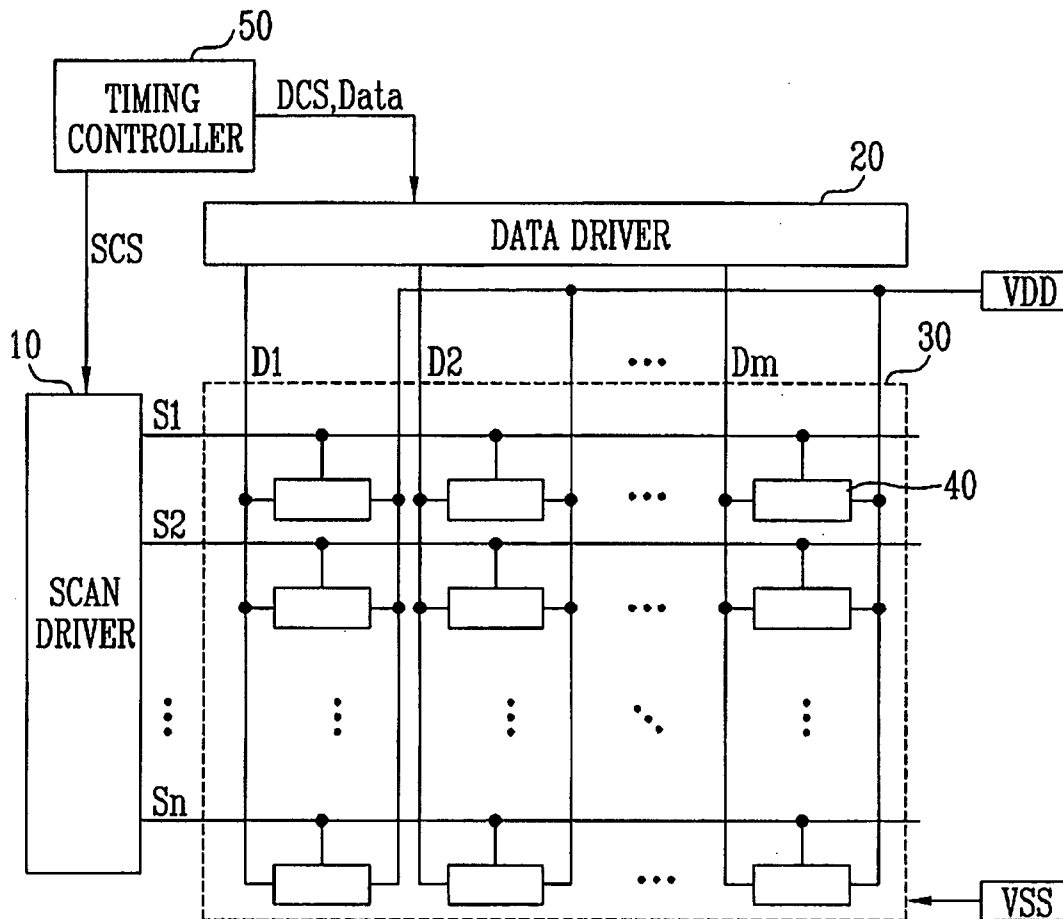 50
TIMING
CONTROLLER
DCS,Data
20
DATA DRIVER
SCS
VDD
10
30
D1
D2
Dm
S1
40
S2
SCAN
DRIVER
Sn
VSS